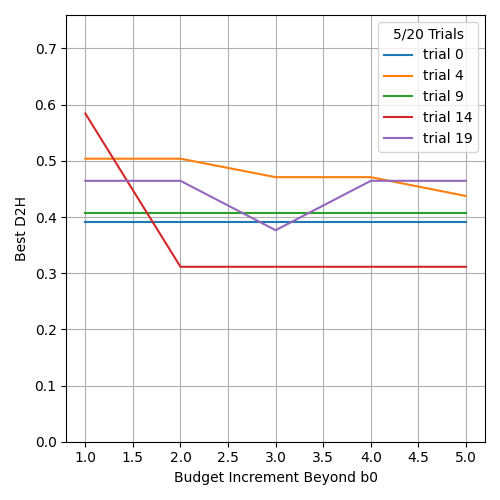 5/20 Trials
trial 0
trial 4
trial 9
trial 14
trial 19
Best D2H
0.7
0.6
0.5
0.4
0.3
0.2
0.1
0.0
1.0 1.5 2.0 2.5 3.0 3.5 4.0 4.5 5.0
Budget Increment Beyond b0